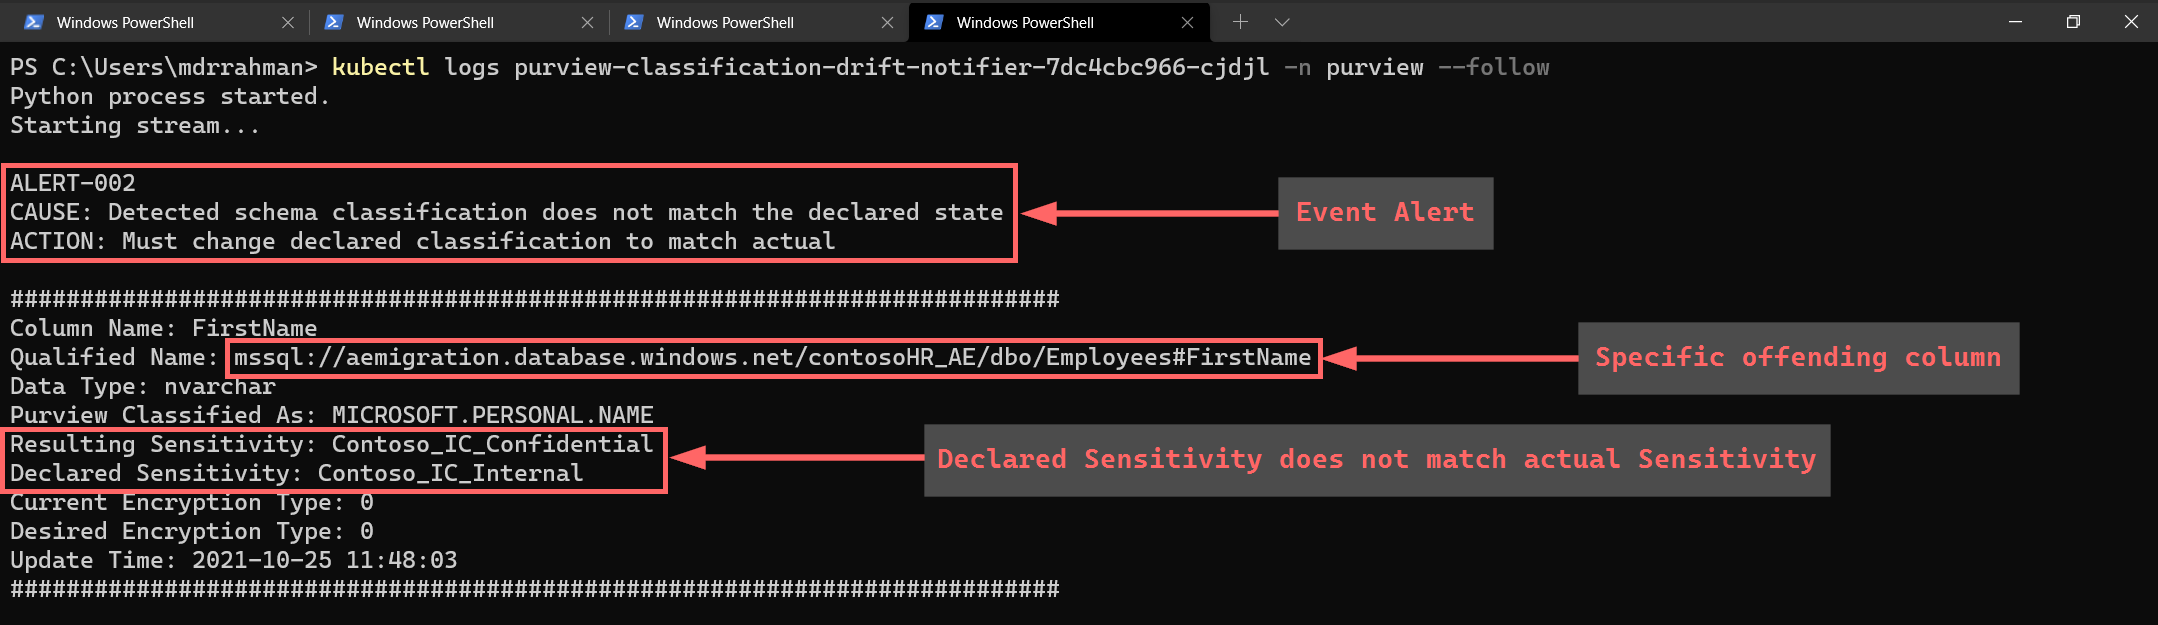 Windows PowerShell
Windows PowerShell
Windows PowerShell
Windows PowerShell
PS C:\Users\mdrrahman> kubectl logs purview-classification-drift-notifier-7dc4cbc966-cjdjl -n purview --follow
Python process started.
Starting stream...
ALERT-002
CAUSE: Detected schema classification does not match the declared state
ACTION: Must change declared classification to match actual
Event Alert
###########################################################################
Column Name: FirstName
Qualified Name: mssql://aemigration.database.windows.net/contosoHR_AE/dbo/Employees#FirstName
Specific offending column
Data Type: nvarchar
Purview Classified As: MICROSOFT.PERSONAL.NAME
Resulting Sensitivity: Contoso_IC_Confidential
Declared Sensitivity: Contoso_IC_Internal
Declared Sensitivity does not match actual Sensitivity
Current Encryption Type: 0
Desired Encryption Type: 0
Update Time: 2021-10-25 11:48:03
###########################################################################